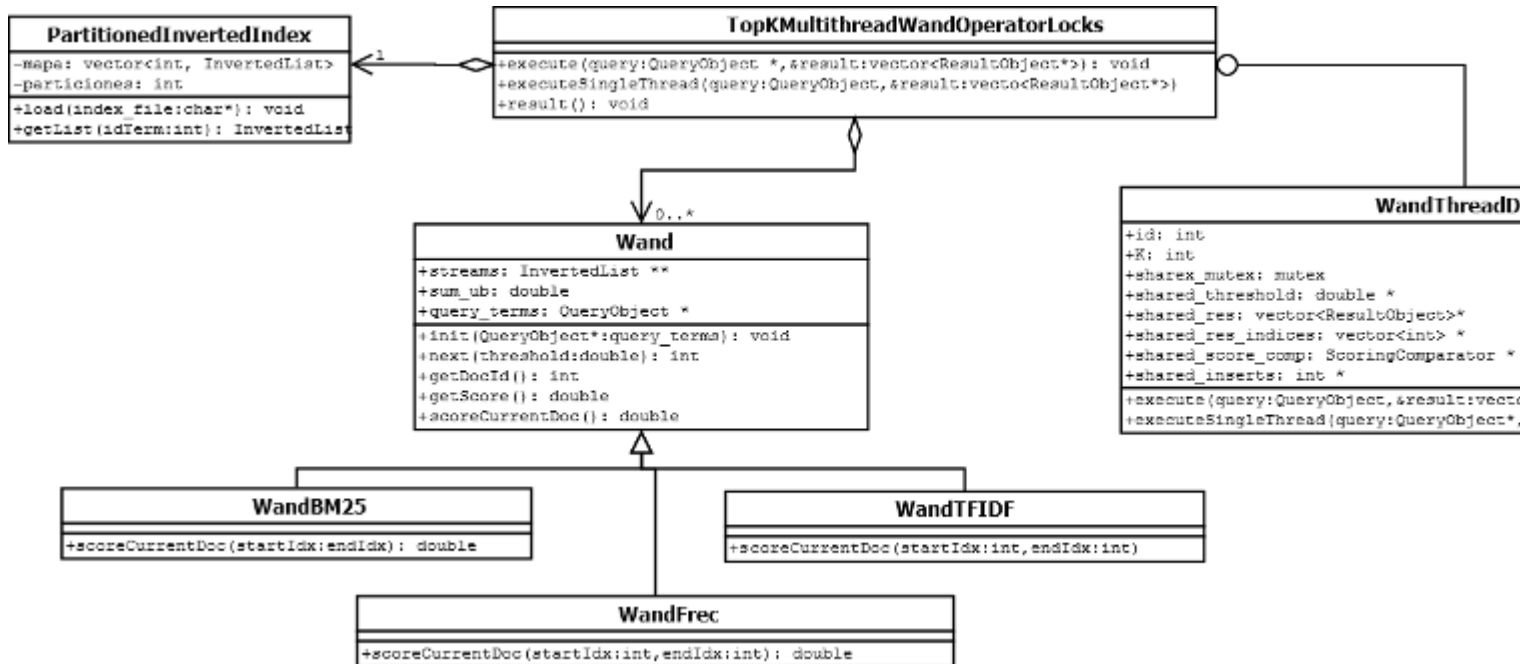 PartitionedInvertedIndex
-mapa: vector<int, InvertedList>
-particiones: int
+load(index_file:char*): void
+getList(idTerm:int): InvertedList
1
TopKMultithreadWandOperatorLocks
+execute(query:QueryObject *,&result:vector<ResultObject*>): void
+executeSingleThread(query:QueryObject,&result:vecto<ResultObject*>)
+result(): void
0..*
Wand
+streams: InvertedList **
+sum_ub: double
+query_terms: QueryObject *
+init(QueryObject*:query_terms): void
+next(threshold:double): int
+getDocId(): int
+getScore(): double
+scoreCurrentDoc(): double
WandThreadD
+id: int
+K: int
+sharex_mutex: mutex
+shared_threshold: double *
+shared_res: vector<ResultObject>*
+shared_res_indices: vector<int> *
+shared_score_comp: ScoringComparator *
+shared_inserts: int *
+execute(query:QueryObject,&result:vecto
+executeSingleThread(query:QueryObject*,
WandBM25
+scoreCurrentDoc(startIdx:endIdx): double
WandTFIDF
+scoreCurrentDoc(startIdx:int,endIdx:int)
WandFrec
+scoreCurrentDoc(startIdx:int,endIdx:int): double